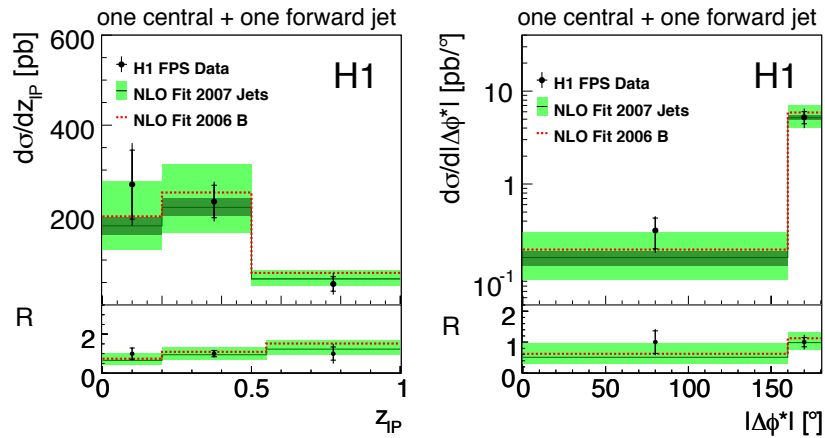 one central + one forward jet
dσ/dz_IP [pb]
600
400
200
H1
H1 FPS Data
NLO Fit 2007 Jets
NLO Fit 2006 B
R
2
0
0
0.5
1
z_IP
one central + one forward jet
dσ/d|Δϕ*| [pb/°]
10
1
10⁻¹
H1
H1 FPS Data
NLO Fit 2007 Jets
NLO Fit 2006 B
R
2
1
0
0
50
100
150
|Δϕ*| [°]